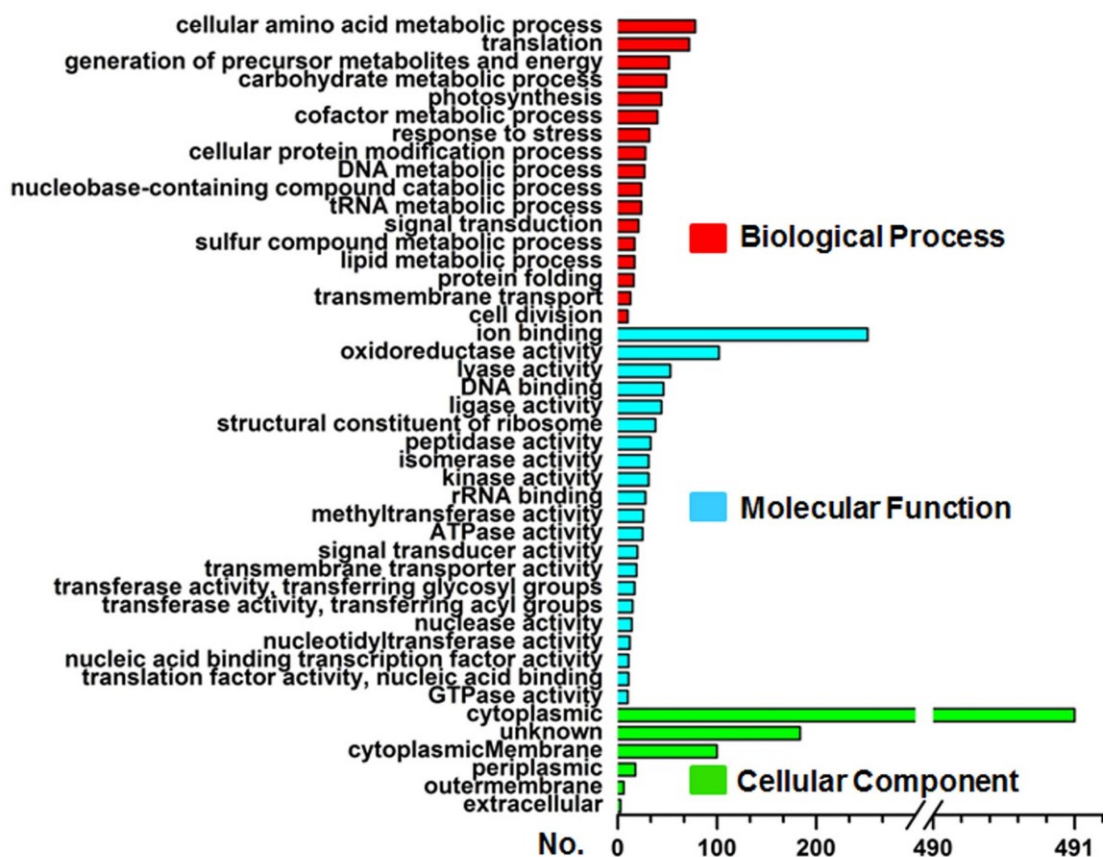 cellular amino acid metabolic process
translation
generation of precursor metabolites and energy
carbohydrate metabolic process
photosynthesis
cofactor metabolic process
response to stress
cellular protein modification process
DNA metabolic process
nucleobase-containing compound catabolic process
tRNA metabolic process
signal transduction
sulfur compound metabolic process
lipid metabolic process
protein folding
transmembrane transport
cell division
Biological Process
ion binding
oxidoreductase activity
lyase activity
DNA binding
ligase activity
structural constituent of ribosome
peptidase activity
isomerase activity
kinase activity
rRNA binding
methyltransferase activity
ATPase activity
signal transducer activity
transmembrane transporter activity
transferase activity, transferring glycosyl groups
transferase activity, transferring acyl groups
nuclease activity
nucleotidyltransferase activity
nucleic acid binding transcription factor activity
translation factor activity, nucleic acid binding
GTPase activity
Molecular Function
cytoplasmic
unknown
cytoplasmicMembrane
periplasmic
outermembrane
extracellular
Cellular Component
No. 0 100 200 490 491